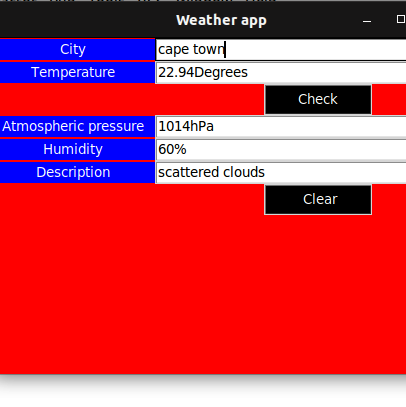 Weather app
City cape town
Temperature 22.94Degrees
Check
Atmospheric pressure 1014hPa
Humidity 60%
Description scattered clouds
Clear